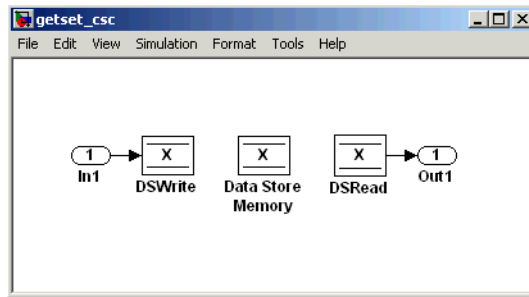 getset_csc
File Edit View Simulation Format Tools Help
1 X X X 1
In1 DSWrite Data Store Memory DSRead Out1